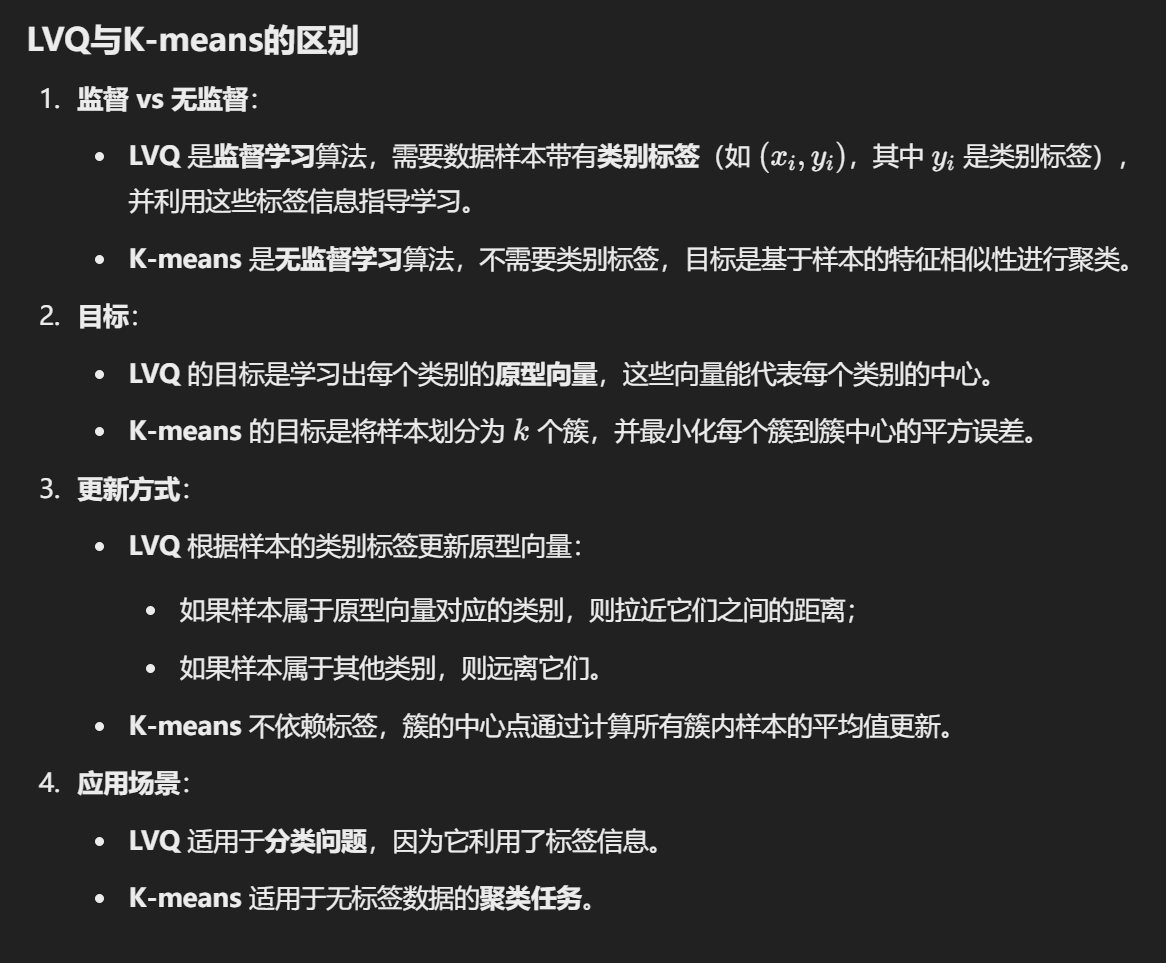 LVQ与K-means的区别
1. 监督 vs 无监督：
• LVQ 是监督学习算法，需要数据样本带有类别标签（如 (xᵢ, yᵢ)，其中 yᵢ 是类别标签），
并利用这些标签信息指导学习。
• K-means 是无监督学习算法，不需要类别标签，目标是基于样本的特征相似性进行聚类。
2. 目标：
• LVQ 的目标是学习出每个类别的原型向量，这些向量能代表每个类别的中心。
• K-means 的目标是将样本划分为 k 个簇，并最小化每个簇到簇中心的平方误差。
3. 更新方式：
• LVQ 根据样本的类别标签更新原型向量：
• 如果样本属于原型向量对应的类别，则拉近它们之间的距离；
• 如果样本属于其他类别，则远离它们。
• K-means 不依赖标签，簇的中心点通过计算所有簇内样本的平均值更新。
4. 应用场景：
• LVQ 适用于分类问题，因为它利用了标签信息。
• K-means 适用于无标签数据的聚类任务。